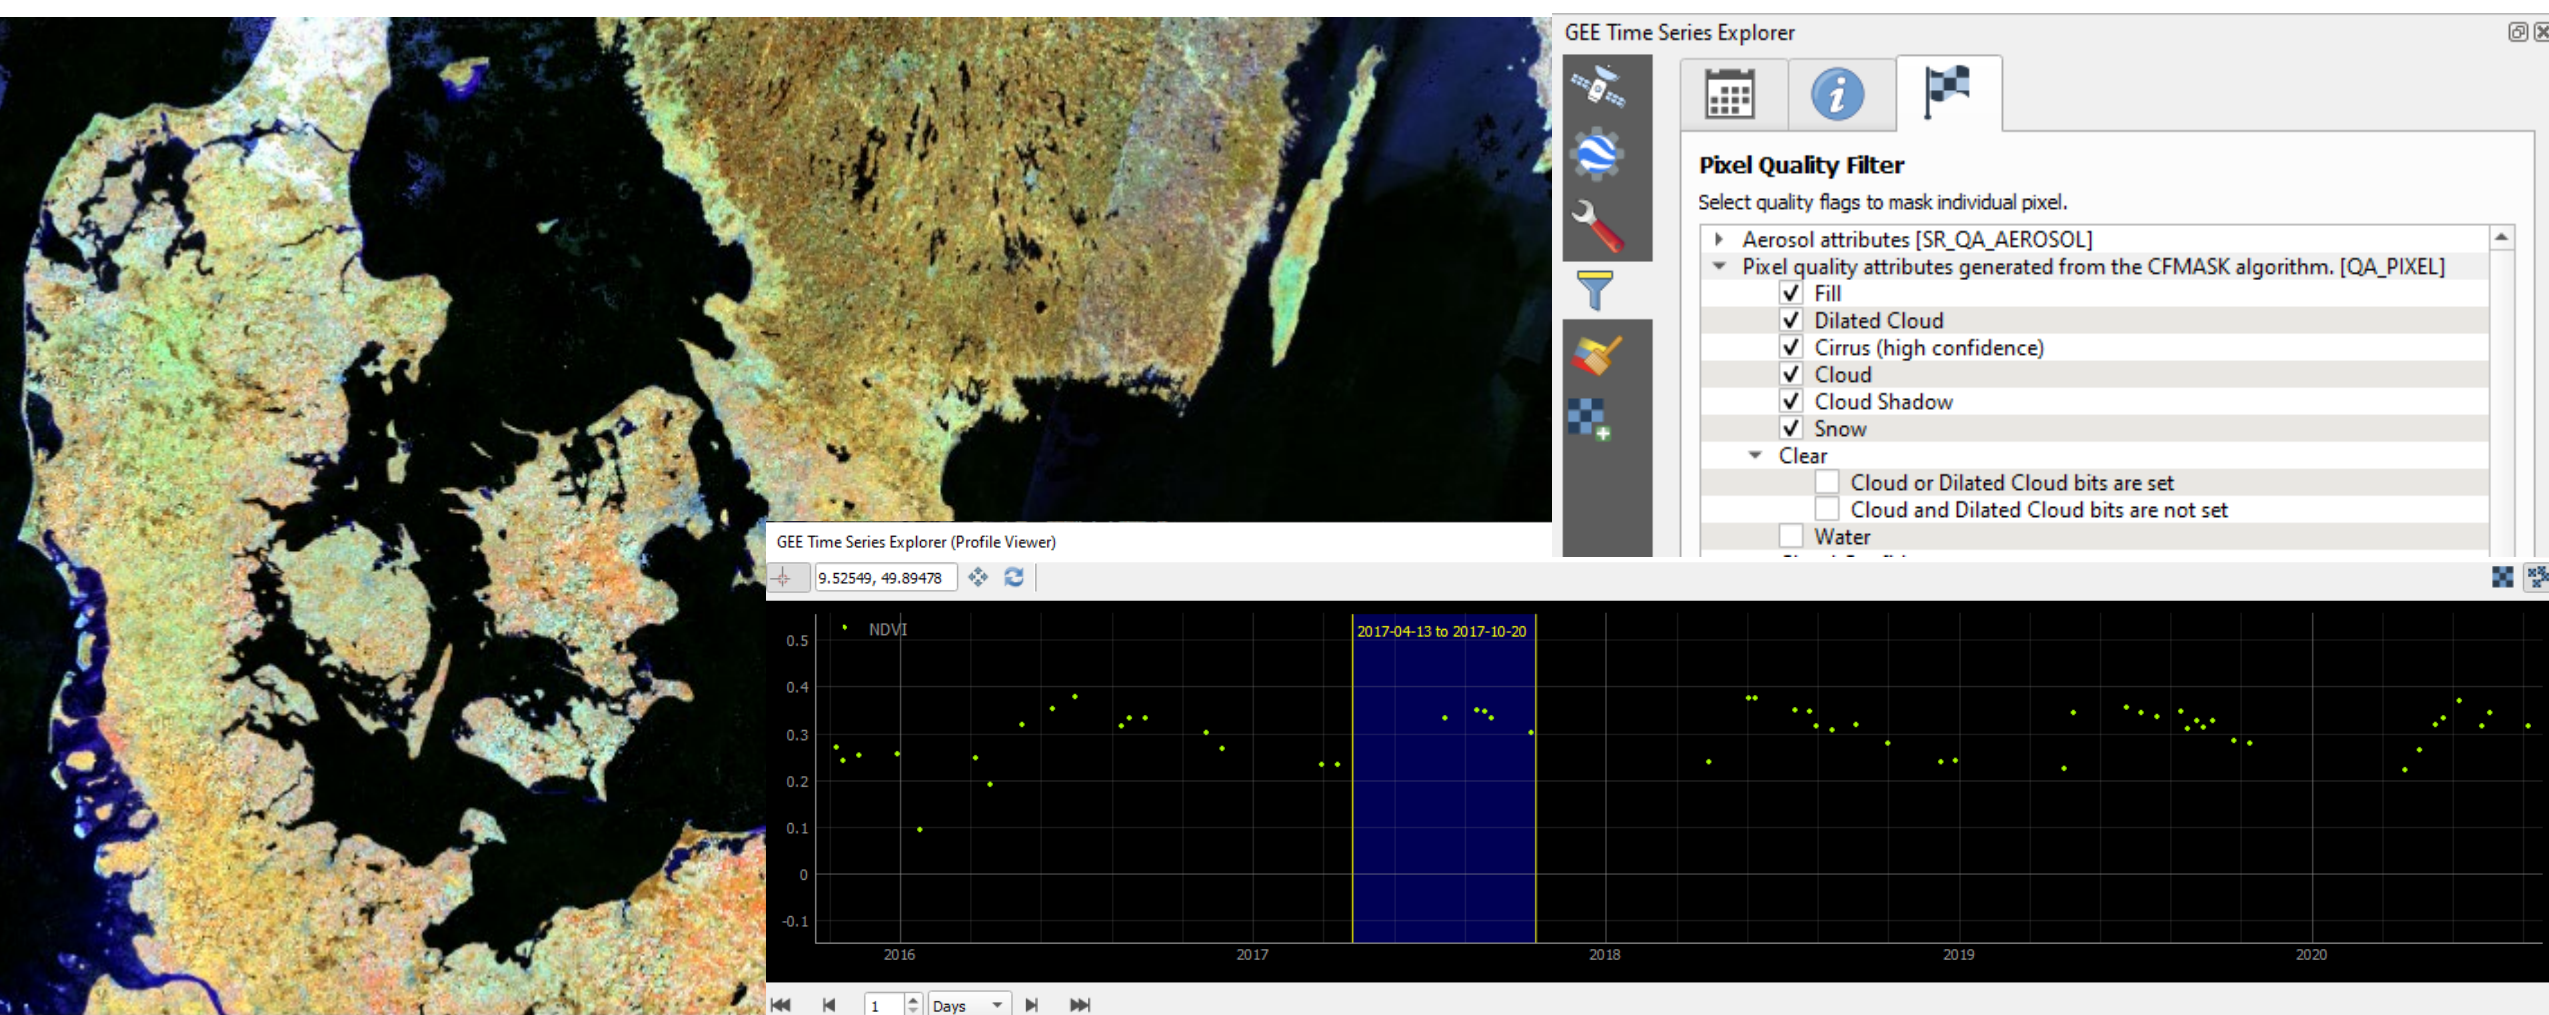 GEE Time Series Explorer
Pixel Quality Filter
Select quality flags to mask individual pixel.
Aerosol attributes [SR_QA_AEROSOL]
Pixel quality attributes generated from the CFMASK algorithm. [QA_PIXEL]
Fill
Dilated Cloud
Cirrus (high confidence)
Cloud
Cloud Shadow
Snow
Clear
Cloud or Dilated Cloud bits are set
Cloud and Dilated Cloud bits are not set
Water
GEE Time Series Explorer (Profile Viewer)
9.52549, 49.89478
NDVI
2017-04-13 to 2017-10-20
0.5
0.4
0.3
0.2
0.1
0
-0.1
2016
2017
2018
2019
2020
1
Days